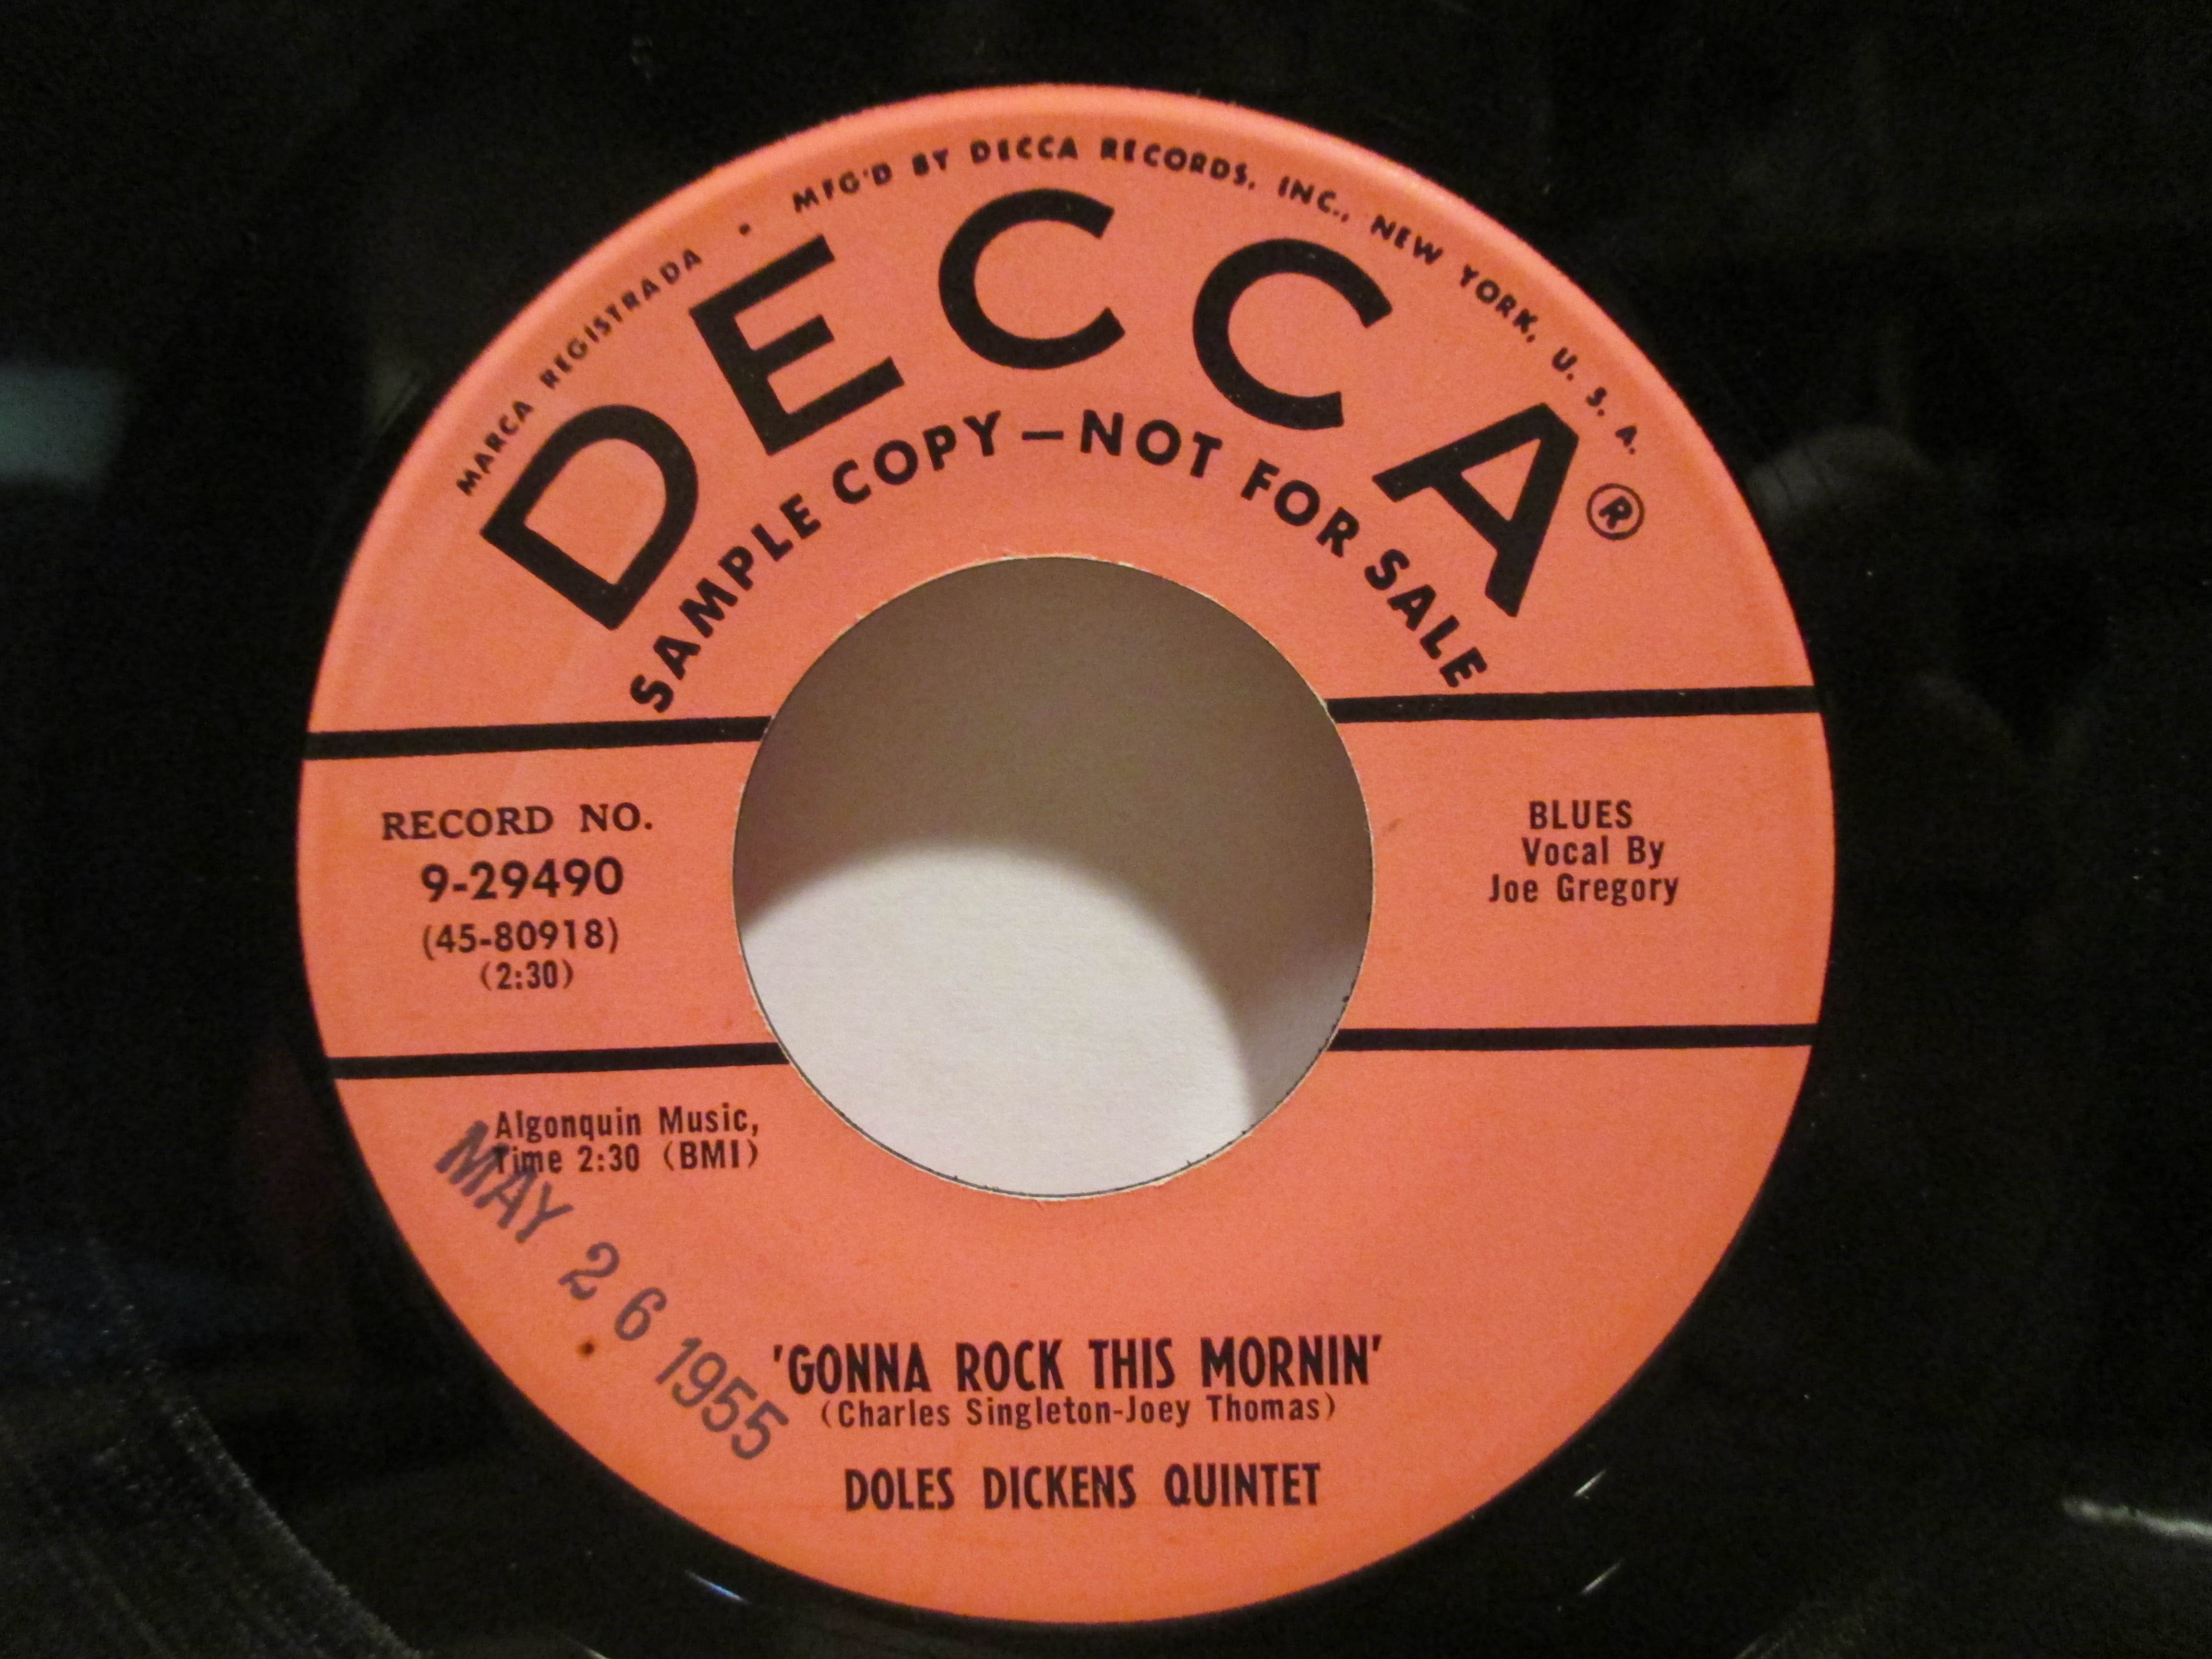 MARCA REGISTRADA • MFG'D BY DECCA RECORDS, INC., NEW YORK, U. S. A.
DECCA ®
SAMPLE COPY—NOT FOR SALE
RECORD NO.
9-29490
(45-80918)
(2:30)
BLUES
Vocal By
Joe Gregory
Algonquin Music,
Time 2:30 (BMI)
MAY 26 1955
'GONNA ROCK THIS MORNIN'
(Charles Singleton-Joey Thomas)
DOLES DICKENS QUINTET